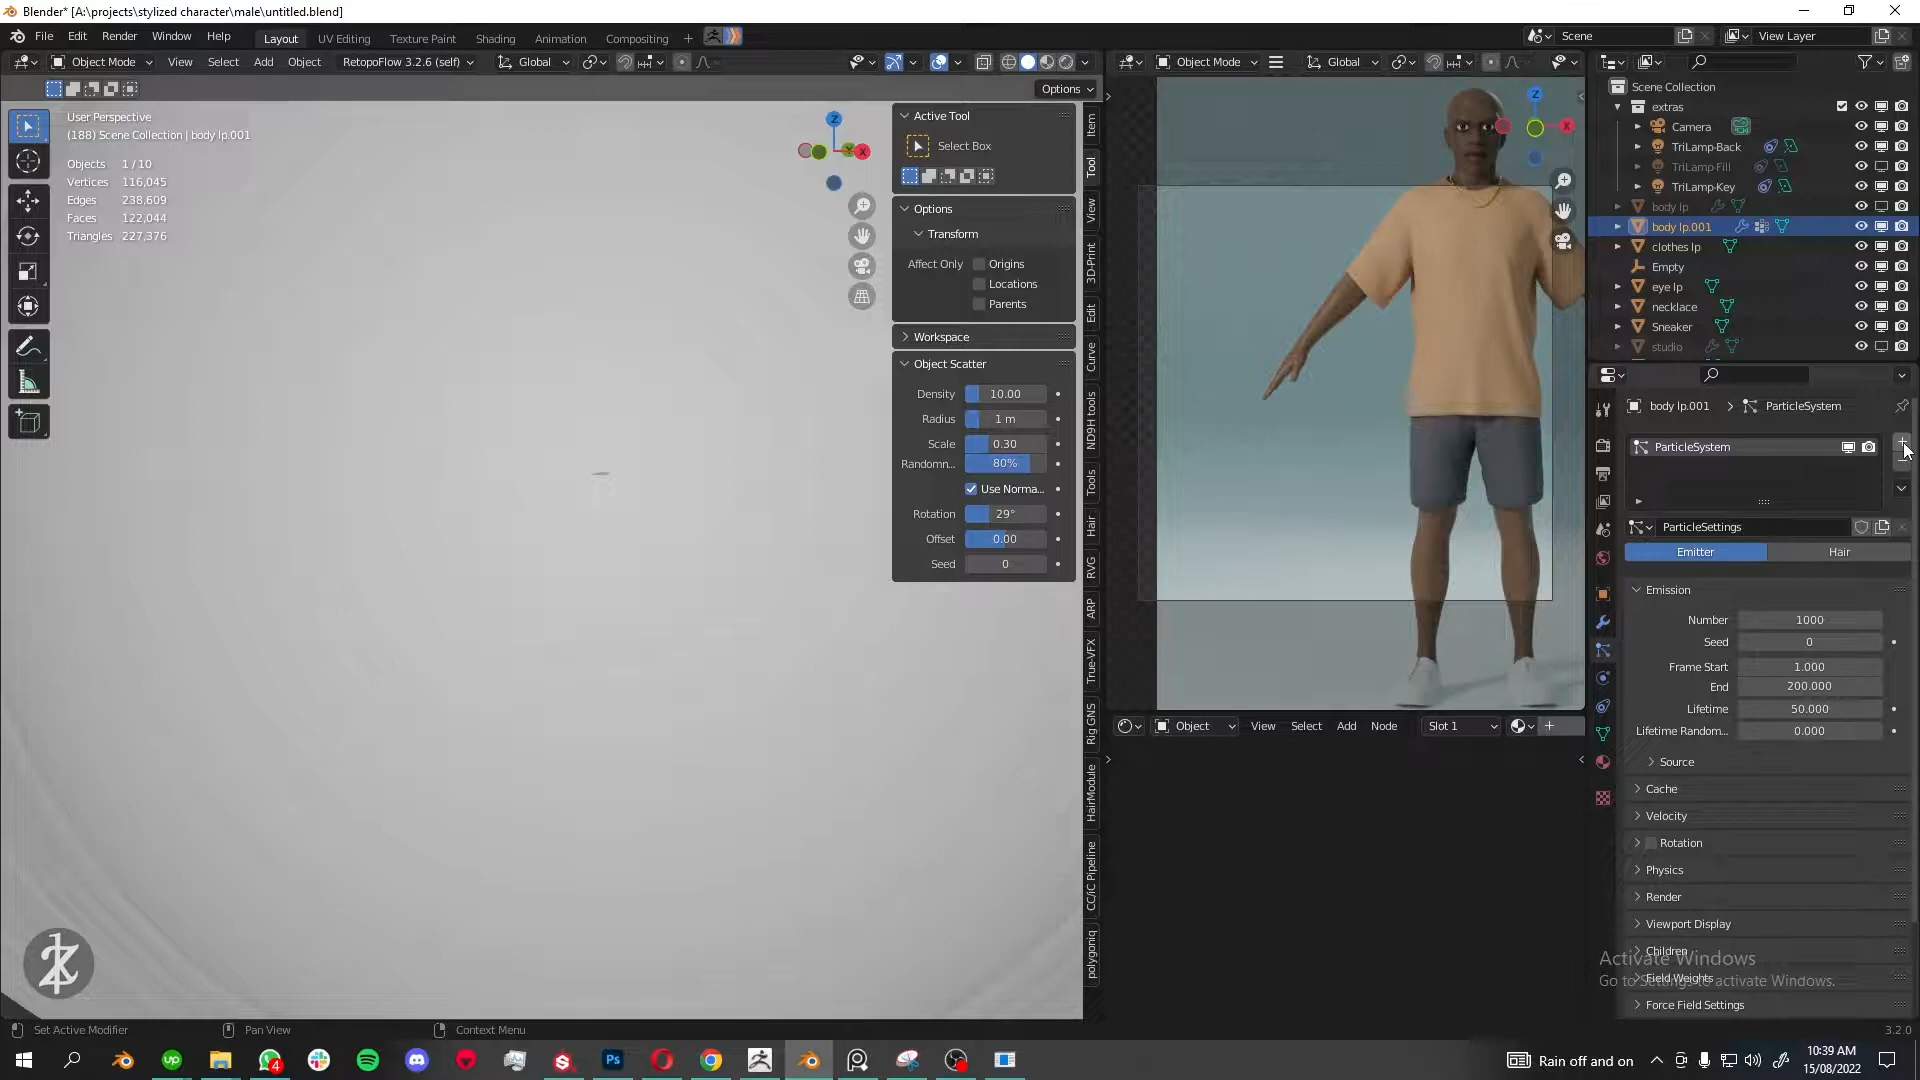 Blender* [A:\projects\stylized character\male\untitled.blend]
File Edit Render Window Help Layout UV Editing Texture Paint Shading Animation Compositing + Scene View Layer
Object Mode View Select Add Object RetopoFlow 3.2.6 (self) Global
Options
User Perspective
(188) Scene Collection | body lp.001
Objects 1 / 10
Vertices 116,045
Edges 238,609
Faces 122,044
Triangles 227,376
Z
X
Y
Active Tool
Select Box
Options
Transform
Affect Only Origins
Locations
Parents
Workspace
Object Scatter
Density 10.00
Radius 1 m
Scale 0.30
Randomn... 80%
Use Norma...
Rotation 29°
Offset 0.00
Seed 0
Item
Tool
View
3D-Print
Edit
Curve
ND9H tools
Tools
Hair
RVG
ARP
True-VFX
Rig GNS
HairModule
CC/iC Pipeline
polygoniq
Object Mode Global
Z
X
Object View Select Add Node Slot 1 +
Scene Collection
extras
Camera
TriLamp-Back
TriLamp-Fill
TriLamp-Key
body lp
body lp.001
clothes lp
Empty
eye lp
necklace
Sneaker
studio
body lp.001 > ParticleSystem
ParticleSystem
ParticleSettings
Emitter Hair
Emission
Number 1000
Seed 0
Frame Start 1.000
End 200.000
Lifetime 50.000
Lifetime Random... 0.000
Source
Cache
Velocity
Rotation
Physics
Render
Viewport Display
Children
Activate Windows
Field Weights
Go to Settings to activate Windows.
Force Field Settings
Set Active Modifier Pan View Context Menu 3.2.0
up 4 Ps Rain off and on 10:39 AM
15/08/2022